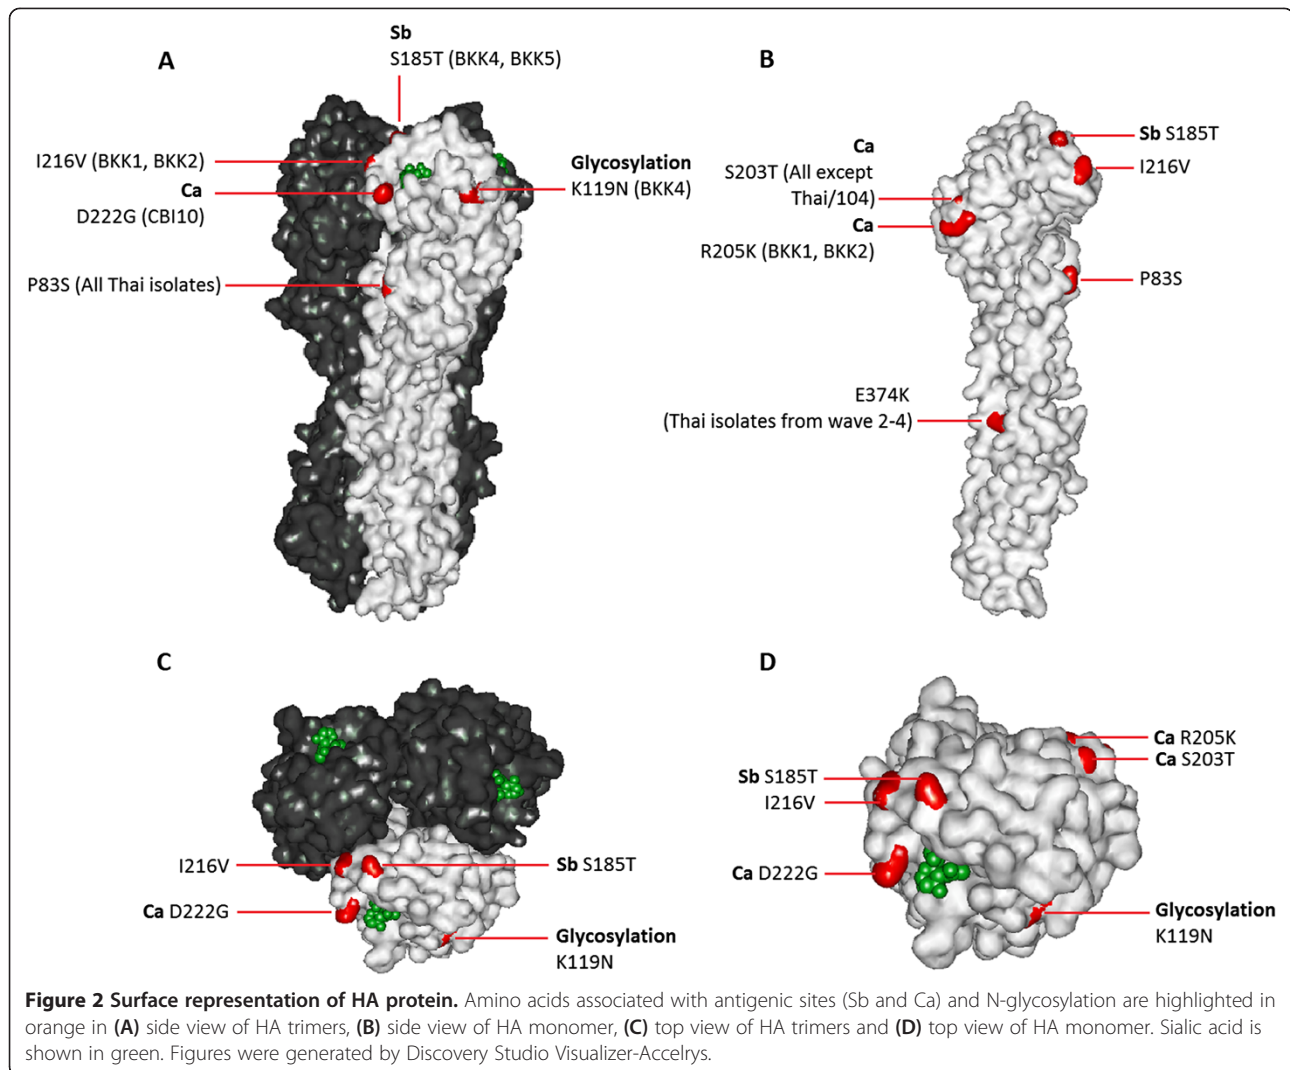 A
Sb
S185T (BKK4, BKK5)
I216V (BKK1, BKK2)
Ca
D222G (CBI10)
Glycosylation
K119N (BKK4)
P83S (All Thai isolates)
B
Sb S185T
I216V
Ca
S203T (All except
Thai/104)
Ca
R205K (BKK1, BKK2)
P83S
E374K
(Thai isolates from wave 2-4)
C
I216V
Sb S185T
Ca D222G
Glycosylation
K119N
D
Ca R205K
Ca S203T
Sb S185T
I216V
Ca D222G
Glycosylation
K119N
Figure 2 Surface representation of HA protein. Amino acids associated with antigenic sites (Sb and Ca) and N-glycosylation are highlighted in
orange in (A) side view of HA trimers, (B) side view of HA monomer, (C) top view of HA trimers and (D) top view of HA monomer. Sialic acid is
shown in green. Figures were generated by Discovery Studio Visualizer-Accelrys.